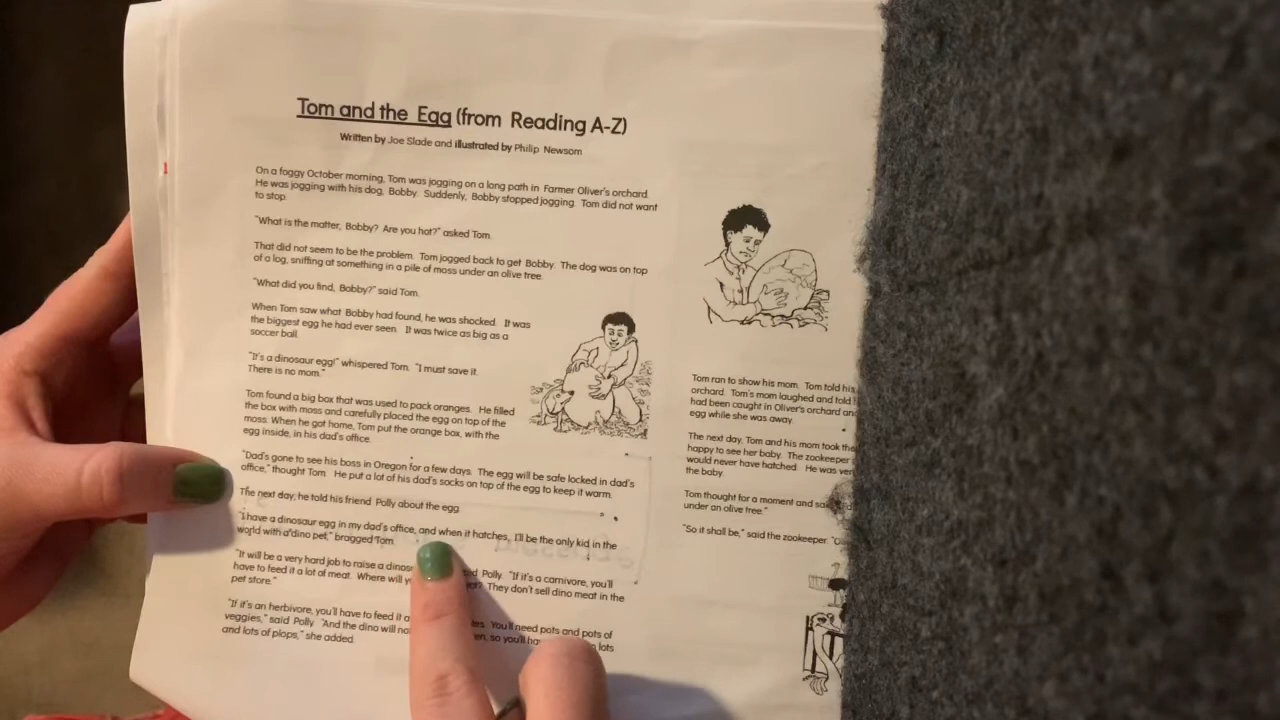 Tom and the Egg (from Reading A-Z)
Written by Joe Slade and illustrated by Philip Newsom
1
On a foggy October morning, Tom was jogging on a long path in Farmer Oliver's orchard.
He was jogging with his dog, Bobby. Suddenly, Bobby stopped jogging. Tom did not want
to stop.
"What is the matter, Bobby? Are you hot?" asked Tom.
That did not seem to be the problem. Tom jogged back to get Bobby. The dog was on top
of a log, sniffing at something in a pile of moss under an olive tree.
"What did you find, Bobby?" said Tom.
When Tom saw what Bobby had found, he was shocked. It was
the biggest egg he had ever seen. It was twice as big as a
soccer ball.
"It's a dinosaur egg!" whispered Tom. "I must save it.
There is no mom."
Tom found a big box that was used to pack oranges. He filled
the box with moss and carefully placed the egg on top of the
moss. When he got home, Tom put the orange box, with the
egg inside, in his dad's office.
"Dad's gone to see his boss in Oregon for a few days. The egg will be safe locked in dad's
office," thought Tom. He put a lot of his dad's socks on top of the egg to keep it warm.
The next day, he told his friend Polly about the egg.
"I have a dinosaur egg in my dad's office, and when it hatches, I'll be the only kid in the
world with a dino pet," bragged Tom.
"It will be a very hard job to raise a Polly. "If it's a carnivore, you'll
have to feed it a lot of meat. Where will They don't sell dino meat in the
pet store."
"If it's an herbivore, you'll have to feed it You'll need pots and pots of
veggies," said Polly. "And the dino will so lots
and lots of plops," she added.
Tom ran to show his mom. Tom told his
orchard. Tom's mom laughed and told
had been caught in Oliver's orchard
egg while she was away.
The next day, Tom and his mom took the
happy to see her baby. The zookeeper
would never have hatched. He was
the baby.
Tom thought for a moment and
under an olive tree."
"So it shall be," said the zookeeper.